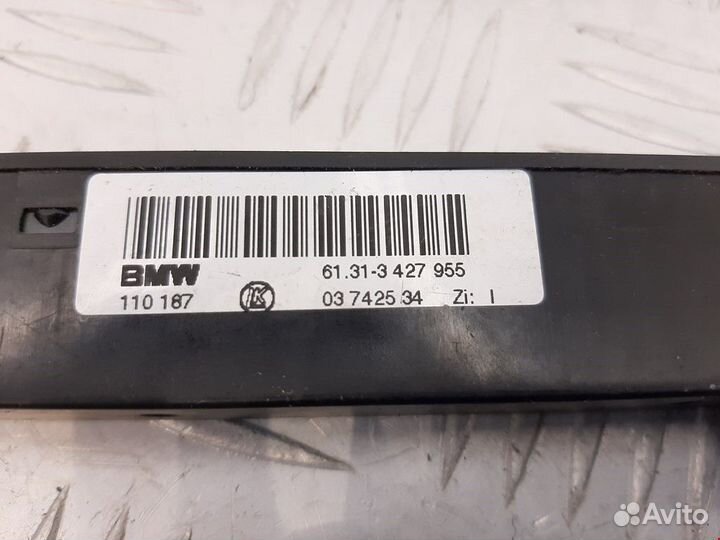 BMW 61.31-3 427 955
110 187 K 03 7425 34 Zi: I
Avito